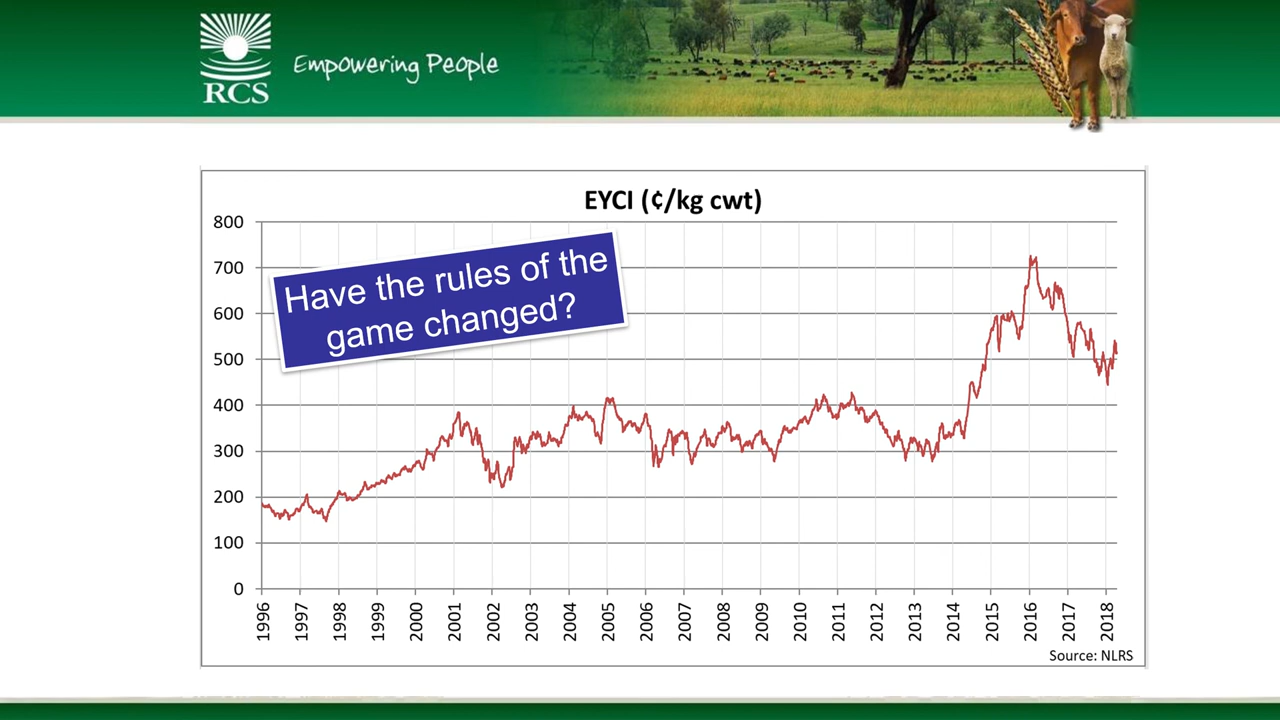 RCS
Empowering People
EYCI (¢/kg cwt)
Have the rules of the
game changed?
800
700
600
500
400
300
200
100
0
1996 1997 1998 1999 2000 2001 2002 2003 2004 2005 2006 2007 2008 2009 2010 2011 2012 2013 2014 2015 2016 2017 2018
Source: NLRS